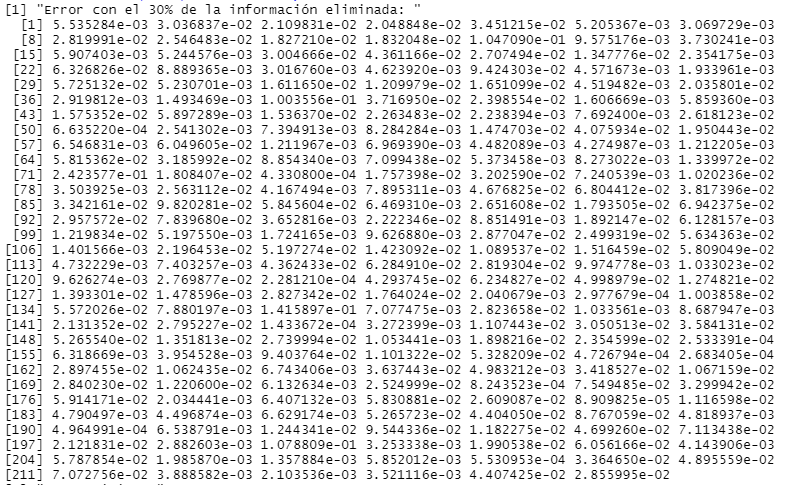 [1] "Error con el 30% de la información eliminada: "
[1] 5.535284e-03 3.036837e-02 2.109831e-02 2.048848e-02 3.451215e-02 5.205367e-03 3.069729e-03
[8] 2.819991e-02 2.546483e-02 1.827210e-02 1.832048e-02 1.047090e-01 9.575176e-03 3.730241e-03
[15] 5.907403e-03 5.244576e-03 3.004666e-02 4.361166e-02 2.707494e-02 1.347776e-02 2.354175e-03
[22] 6.326826e-02 8.889365e-03 3.016760e-03 4.623920e-03 9.424303e-02 4.571673e-03 1.933961e-03
[29] 5.725132e-02 5.230701e-03 1.611650e-02 1.209979e-02 1.651099e-02 4.519482e-03 2.035801e-02
[36] 2.919812e-03 1.493469e-03 1.003556e-01 3.716950e-02 2.398554e-02 1.606669e-03 5.859360e-03
[43] 1.575352e-02 5.897289e-03 1.536370e-02 2.263483e-02 2.238394e-03 7.692400e-03 2.618123e-02
[50] 6.635220e-04 2.541302e-03 7.394913e-03 8.284284e-03 1.474703e-02 4.075934e-02 1.950443e-02
[57] 6.546831e-03 6.049605e-02 1.211967e-03 6.969390e-03 4.482089e-03 4.274987e-03 1.212205e-03
[64] 5.815362e-02 3.185992e-02 8.854340e-03 7.099438e-02 5.373458e-03 8.273022e-03 1.339972e-02
[71] 2.423577e-01 1.808407e-02 4.330800e-04 1.757398e-02 3.202590e-02 7.240539e-03 1.020236e-02
[78] 3.503925e-03 2.563112e-02 4.167494e-03 7.895311e-03 4.676825e-02 6.804412e-02 3.817396e-02
[85] 3.342161e-02 9.820281e-02 5.845604e-02 6.469310e-03 2.651608e-02 1.793505e-02 6.942375e-02
[92] 2.957572e-02 7.839680e-02 3.652816e-03 2.222346e-02 8.851491e-03 1.892147e-02 6.128157e-03
[99] 1.219834e-02 5.197550e-03 1.724165e-03 9.626880e-03 2.877047e-02 2.499319e-02 5.634363e-02
[106] 1.401566e-03 2.196453e-02 5.197274e-02 1.423092e-02 1.089537e-02 1.516459e-02 5.809049e-02
[113] 4.732229e-03 7.403257e-03 4.362433e-02 6.284910e-02 2.819304e-02 9.974778e-03 1.033023e-02
[120] 9.626274e-03 2.769877e-02 2.281210e-04 4.293745e-02 6.234827e-02 4.998979e-02 1.274821e-02
[127] 1.393301e-02 1.478596e-03 2.827342e-02 1.764024e-02 2.040679e-03 2.977679e-04 1.003858e-02
[134] 5.572026e-02 7.880197e-03 1.415897e-01 7.077475e-03 2.823658e-02 1.033561e-03 8.687947e-03
[141] 2.131352e-02 2.795227e-02 1.433672e-04 3.272399e-03 1.107443e-02 3.050513e-02 3.584131e-02
[148] 5.265540e-02 1.351813e-02 2.739994e-02 1.053441e-03 1.898216e-02 2.354599e-02 2.533391e-04
[155] 6.318669e-03 3.954528e-03 9.403764e-02 1.101322e-02 5.328209e-02 4.726794e-04 2.683405e-04
[162] 2.897455e-02 1.062435e-02 6.743406e-03 3.637443e-02 4.983212e-03 3.418527e-02 1.067159e-02
[169] 2.840230e-02 1.220600e-02 6.132634e-03 2.524999e-02 8.243523e-04 7.549485e-02 3.299942e-02
[176] 5.914171e-02 2.034441e-03 6.407132e-03 5.830881e-02 2.609087e-02 8.909825e-05 1.116598e-02
[183] 4.790497e-03 4.496874e-03 6.629174e-03 5.265723e-02 4.404050e-02 8.767059e-02 4.818937e-03
[190] 4.964991e-04 6.538791e-03 1.244341e-02 9.544336e-02 1.182275e-02 4.699260e-02 7.113438e-02
[197] 2.121831e-02 2.882603e-02 1.078809e-01 3.253338e-03 1.990538e-02 6.056166e-02 4.143906e-03
[204] 5.787854e-02 1.985870e-03 1.357884e-03 5.852012e-03 5.530953e-04 3.364650e-02 4.895559e-02
[211] 7.072756e-02 3.888582e-03 2.103536e-03 3.521116e-03 4.407425e-02 2.855995e-02